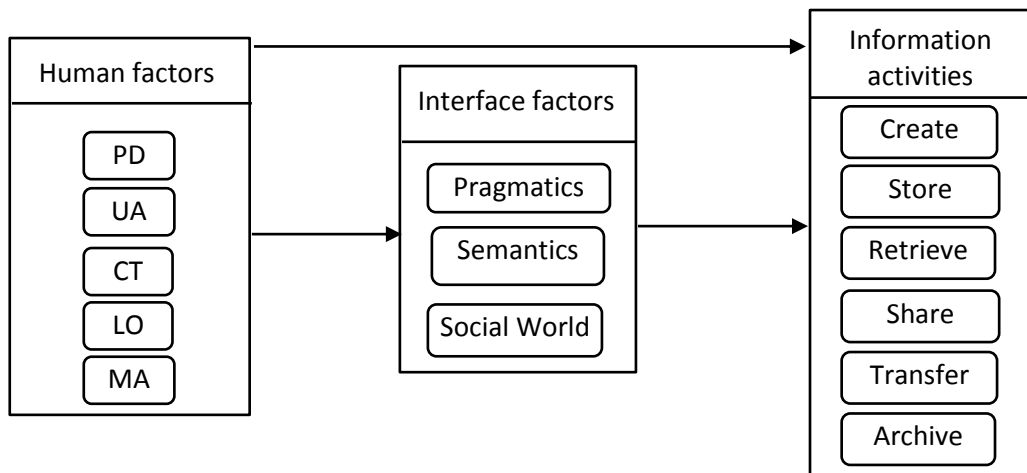 Human factors
PD
UA
CT
LO
MA
Interface factors
Pragmatics
Semantics
Social World
Information
activities
Create
Store
Retrieve
Share
Transfer
Archive